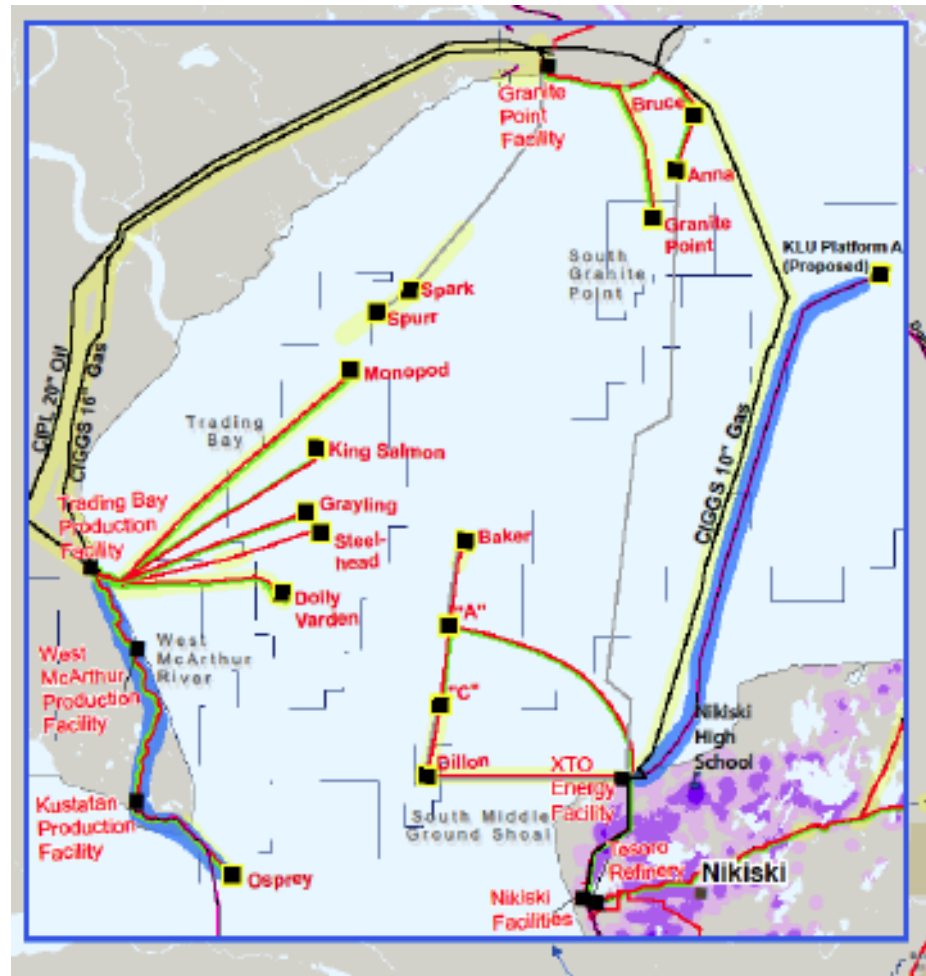 Granite
Point
Facility
Bruce
Anna
Granite
Point
KLU Platform A
(Proposed)
South
Granite
Point
Spark
Spurr
Monopod
Trading
Bay
King Salmon
CIPL 20" Oil
CIGGS 16" Gas
CIGGS 10" Gas
Trading Bay
Production
Facility
Grayling
Steel-
head
Baker
Dolly
Varden
"A"
West
McArthur
River
West
McArthur
Production
Facility
"C"
Nikiski
High
School
Dillon
XTO
Energy
Facility
Kustatan
Production
Facility
South Middle
Ground Shoal
Tesoro
Refinery
Nikiski
Osprey
Nikiski
Facilities